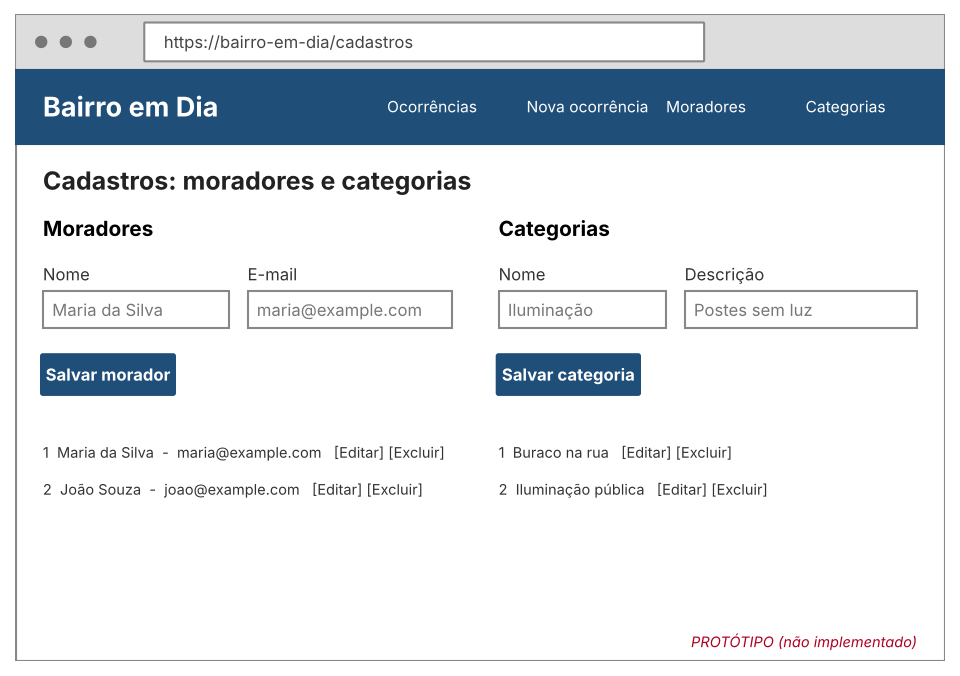 https://bairro-em-dia/cadastros
Bairro em Dia Ocorrências Nova ocorrência Moradores Categorias
Cadastros: moradores e categorias
Moradores
Nome E-mail
Maria da Silva maria@example.com
Salvar morador
1 Maria da Silva - maria@example.com [Editar] [Excluir]
2 João Souza - joao@example.com [Editar] [Excluir]
Categorias
Nome Descrição
Iluminação Postes sem luz
Salvar categoria
1 Buraco na rua [Editar] [Excluir]
2 Iluminação pública [Editar] [Excluir]
PROTÓTIPO (não implementado)